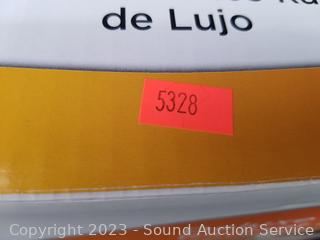 de Lujo
5328
Copyright 2023 - Sound Auction Service